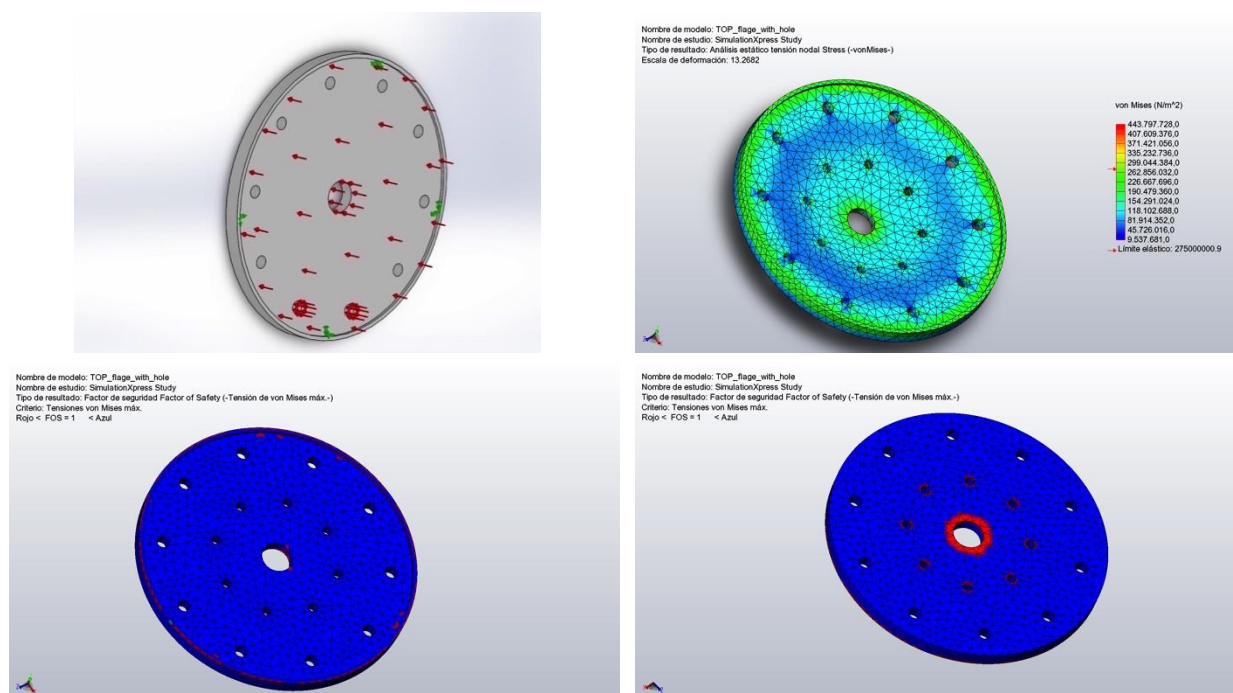 Nombre de modelo: TOP_flage_with_hole
Nombre de estudio: SimulationXpress Study
Tipo de resultado: Análisis estático tensión nodal Stress (-vonMises-)
Escala de deformación: 13.2682
von Mises (N/m^2)
443.797.728,0
407.609.376,0
371.421.056,0
335.232.736,0
299.044.384,0
262.856.032,0
226.667.696,0
190.479.360,0
154.291.024,0
118.102.688,0
81.914.352,0
45.726.016,0
9.537.681,0
Límite elástico: 275000000.9
Nombre de modelo: TOP_flage_with_hole
Nombre de estudio: SimulationXpress Study
Tipo de resultado: Factor de seguridad Factor of Safety (-Tensión de von Mises máx.-)
Criterio: Tensiones von Mises máx.
Rojo < FOS = 1 < Azul
Nombre de modelo: TOP_flage_with_hole
Nombre de estudio: SimulationXpress Study
Tipo de resultado: Factor de seguridad Factor of Safety (-Tensión de von Mises máx.-)
Criterio: Tensiones von Mises máx.
Rojo < FOS = 1 < Azul